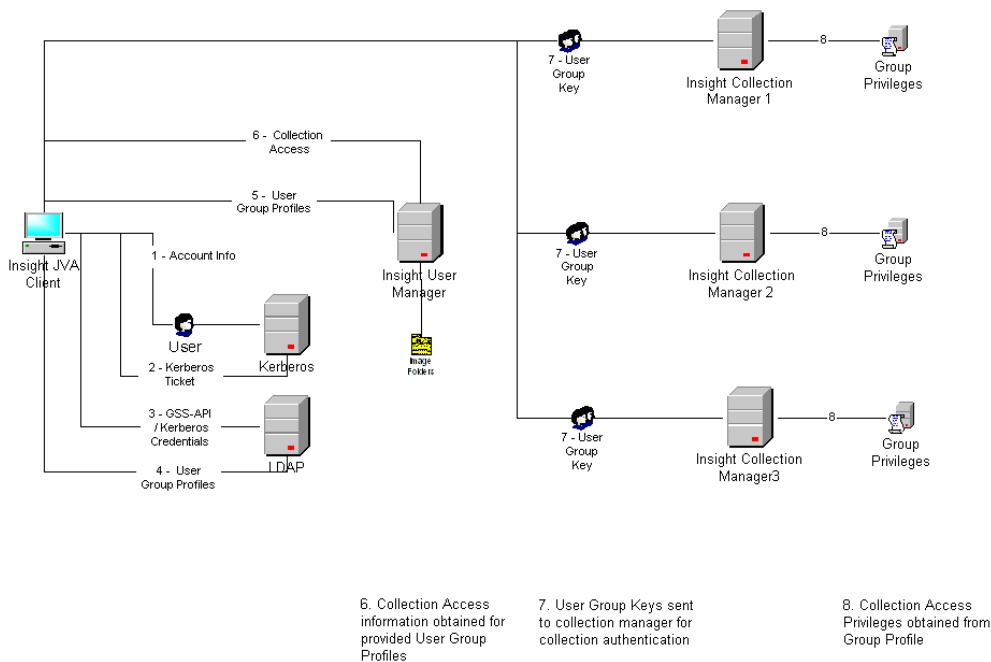 7 - User
Group
Key
8
Insight Collection
Manager 1
Group
Privileges
6 - Collection
Access
5 - User
Group Profiles
Insight JVA
Client
1 - Account Info
Insight User
Manager
7 - User
Group
Key
8
Insight Collection
Manager 2
Group
Privileges
User
Kerberos
2 - Kerberos
Ticket
Image
Folders
3 - GSS-API
/ Kerberos
Credentials
LDAP
4 - User
Group Profiles
7 - User
Group
Key
8
Insight Collection
Manager3
Group
Privileges
6. Collection Access
information obtained for
provided User Group
Profiles
7. User Group Keys sent
to collection manager for
collection authentication
8. Collection Access
Privileges obtained from
Group Profile